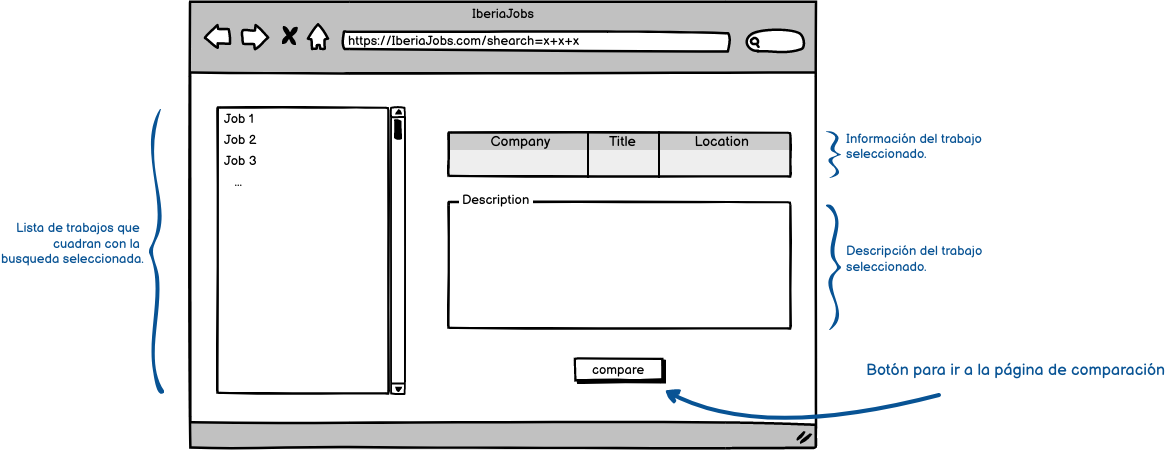 IberiaJobs
https://IberiaJobs.com/shearch=x+x+x
Job 1
Job 2
Job 3
...
Company Title Location
Description
compare
Lista de trabajos que
cuadran con la
busqueda seleccionada.
Información del trabajo
seleccionado.
Descripción del trabajo
seleccionado.
Botón para ir a la página de comparación